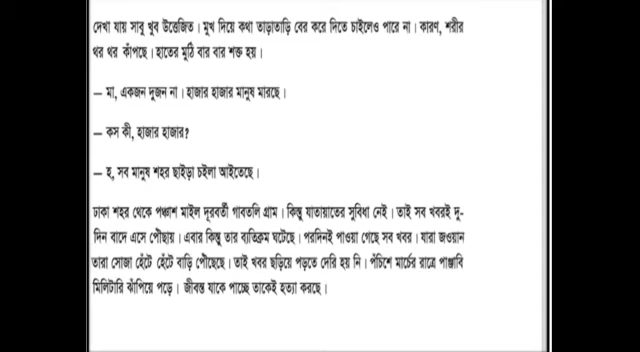 দেখা যায় সাবু খুব উত্তেজিত। মুখ দিয়ে কথা তাড়াতাড়ি বের করে দিতে চাইলেও পারে না। কারণ, শরীর
থর থর কাঁপছে। হাতের মুঠি বার বার শক্ত হয়।
– মা, একজন দুজন না। হাজার হাজার মানুষ মারছে।
– কস কী, হাজার হাজার?
– হ, সব মানুষ শহর ছাইড়া চইলা আইতেছে।
ঢাকা শহর থেকে পঞ্চাশ মাইল দূরবর্তী গাবতলি গ্রাম। কিন্তু যাতায়াতের সুবিধা নেই। তাই সব খবরই দু-
দিন বাদে এসে পৌঁছায়। এবার কিন্তু তার ব্যতিক্রম ঘটেছে। পরদিনই পাওয়া গেছে সব খবর। যারা জওয়ান
তারা সোজা হেঁটে হেঁটে বাড়ি পৌঁছেছে। তাই খবর ছড়িয়ে পড়তে দেরি হয় নি। পঁচিশে মার্চের রাত্রে পাঞ্জাবি
মিলিটারি ঝাঁপিয়ে পড়ে। জীবন্ত যাকে পাচ্ছে তাকেই হত্যা করছে।